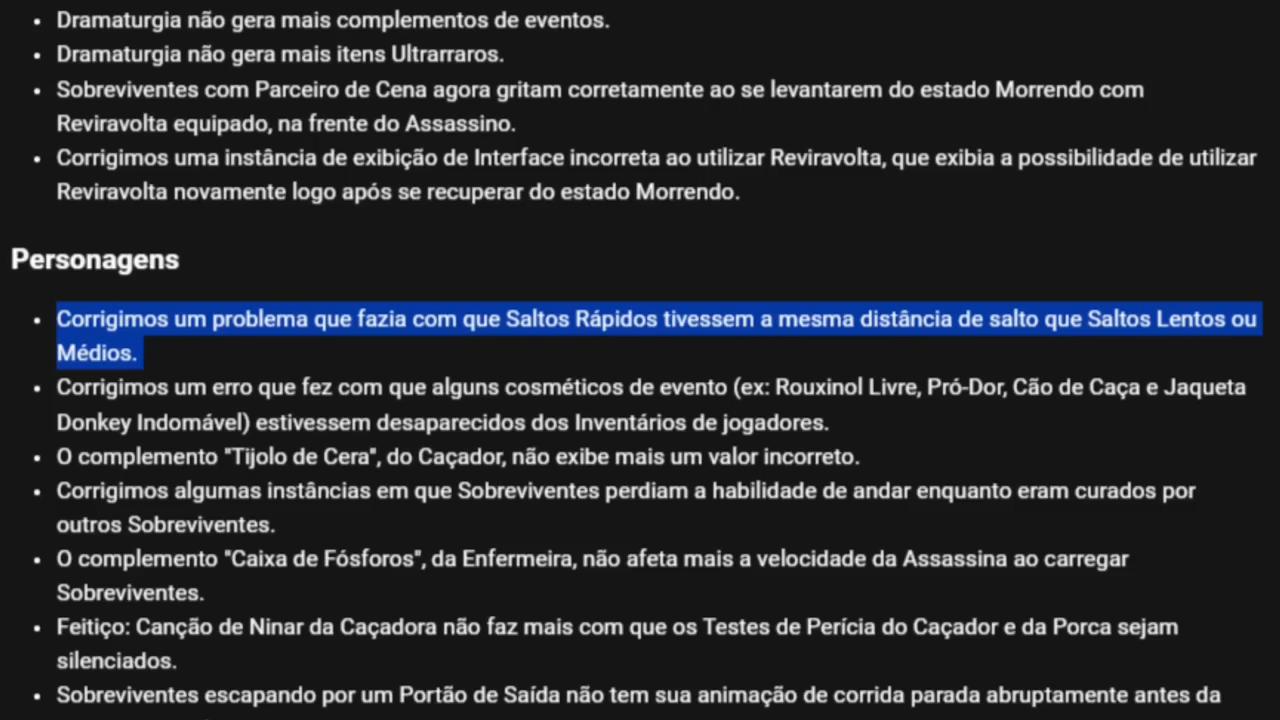 • Dramaturgia não gera mais complementos de eventos.
• Dramaturgia não gera mais itens Ultrarraros.
• Sobreviventes com Parceiro de Cena agora gritam corretamente ao se levantarem do estado Morrendo com
Reviravolta equipado, na frente do Assassino.
• Corrigimos uma instância de exibição de Interface incorreta ao utilizar Reviravolta, que exibia a possibilidade de utilizar
Reviravolta novamente logo após se recuperar do estado Morrendo.
Personagens
• Corrigimos um problema que fazia com que Saltos Rápidos tivessem a mesma distância de salto que Saltos Lentos ou
Médios.
• Corrigimos um erro que fez com que alguns cosméticos de evento (ex: Rouxinol Livre, Pró-Dor, Cão de Caça e Jaqueta
Donkey Indomável) estivessem desaparecidos dos Inventários de jogadores.
• O complemento "Tijolo de Cera", do Caçador, não exibe mais um valor incorreto.
• Corrigimos algumas instâncias em que Sobreviventes perdiam a habilidade de andar enquanto eram curados por
outros Sobreviventes.
• O complemento "Caixa de Fósforos", da Enfermeira, não afeta mais a velocidade da Assassina ao carregar
Sobreviventes.
• Feitiço: Canção de Ninar da Caçadora não faz mais com que os Testes de Perícia do Caçador e da Porca sejam
silenciados.
• Sobreviventes escapando por um Portão de Saída não tem sua animação de corrida parada abruptamente antes da